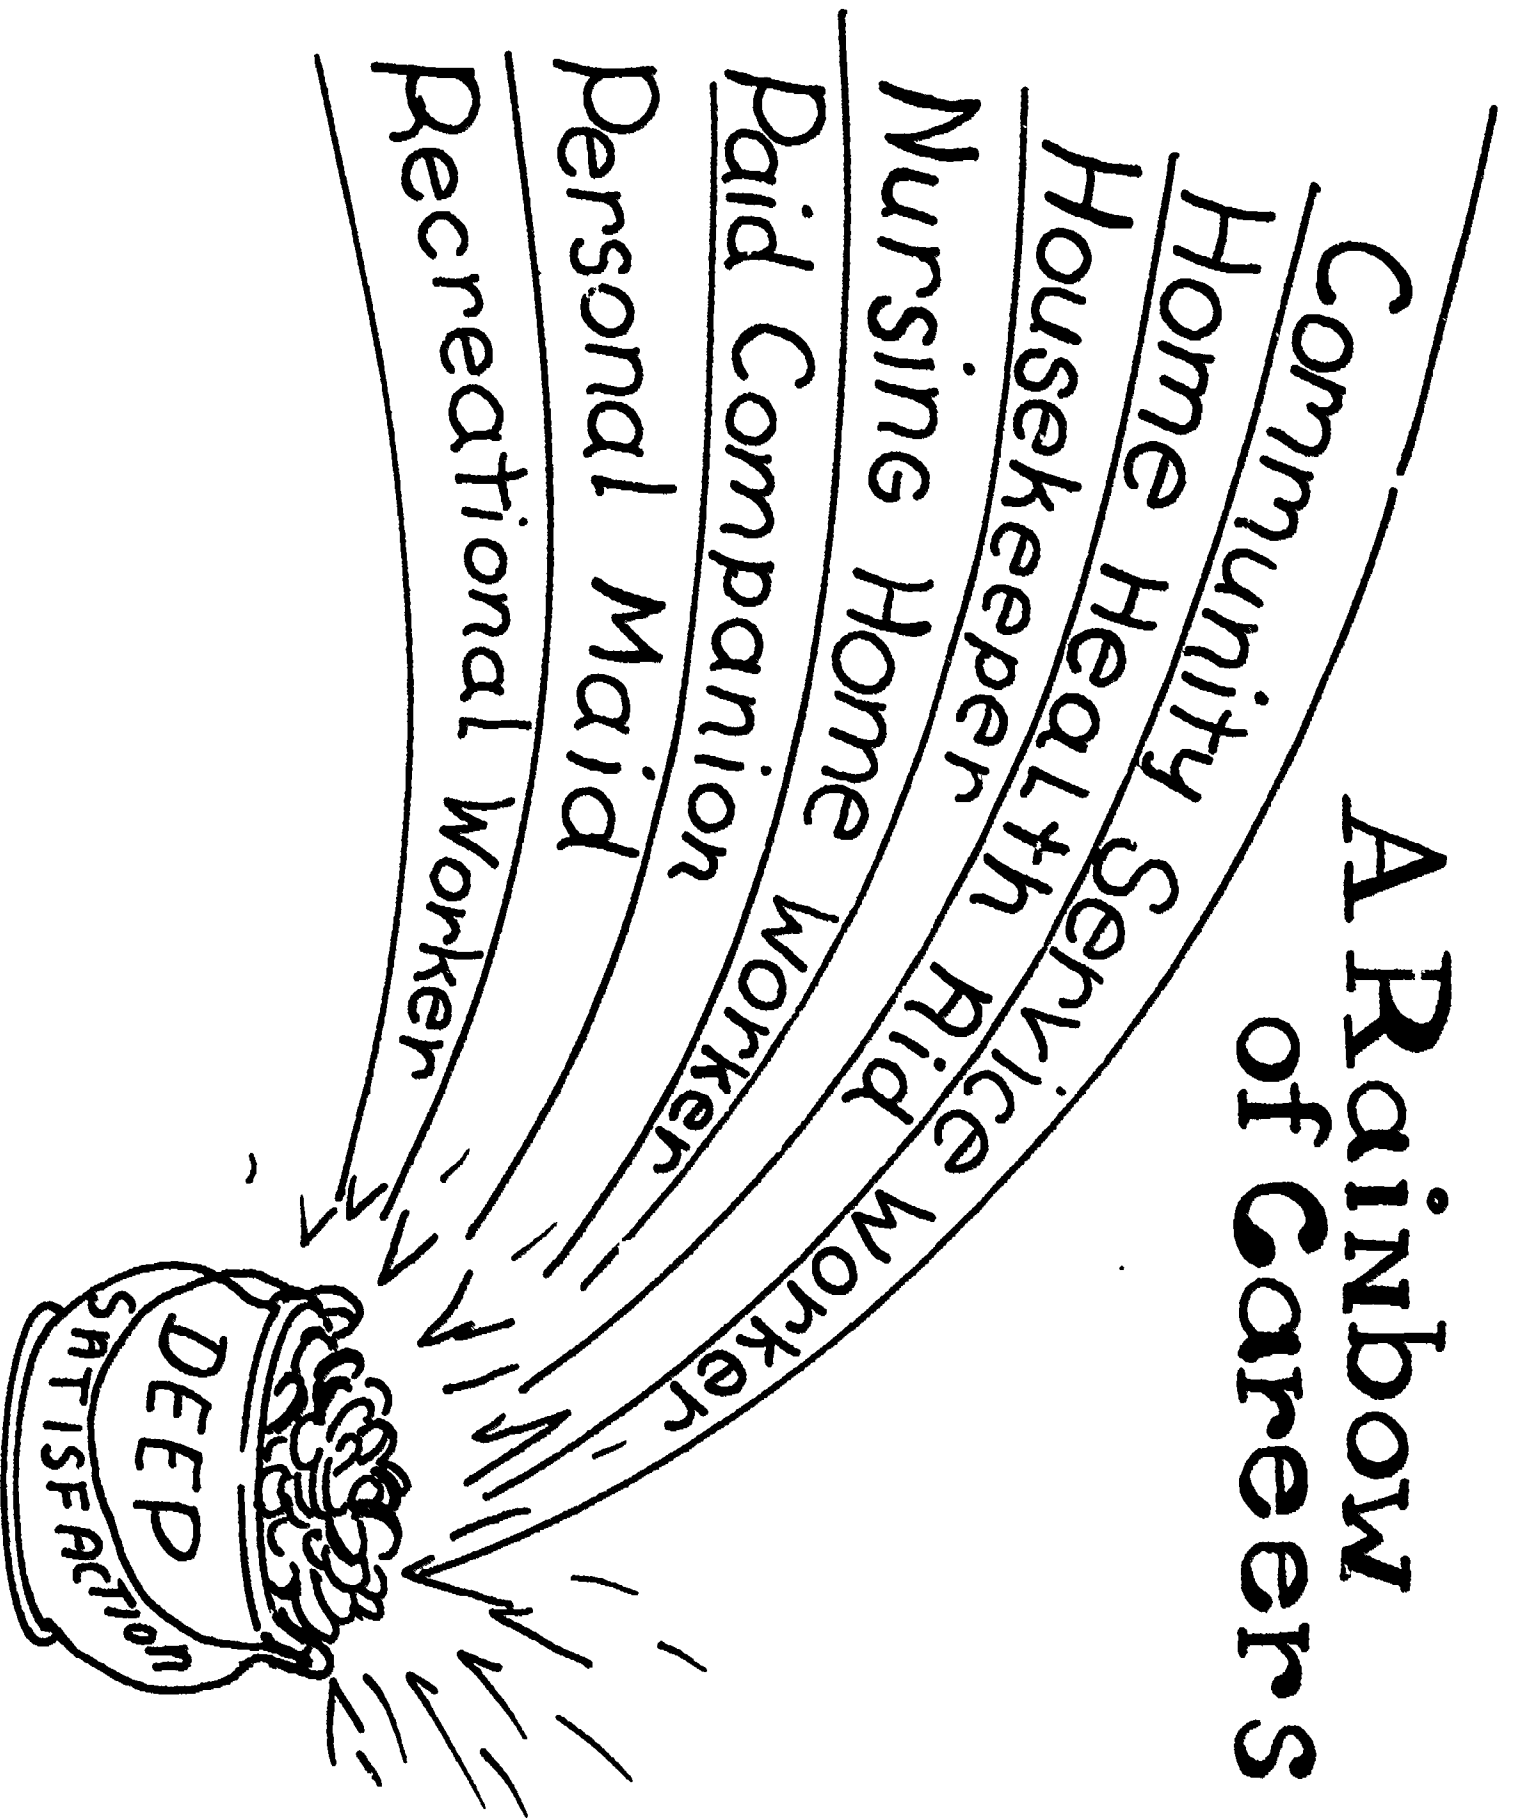 A Rainbow
of Careers
Community Service Worker
Home Health Aid
Housekeeper
Nursing Home Worker
Paid Companion
Personal Maid
Recreational Worker
DEEP
SATISFACTION